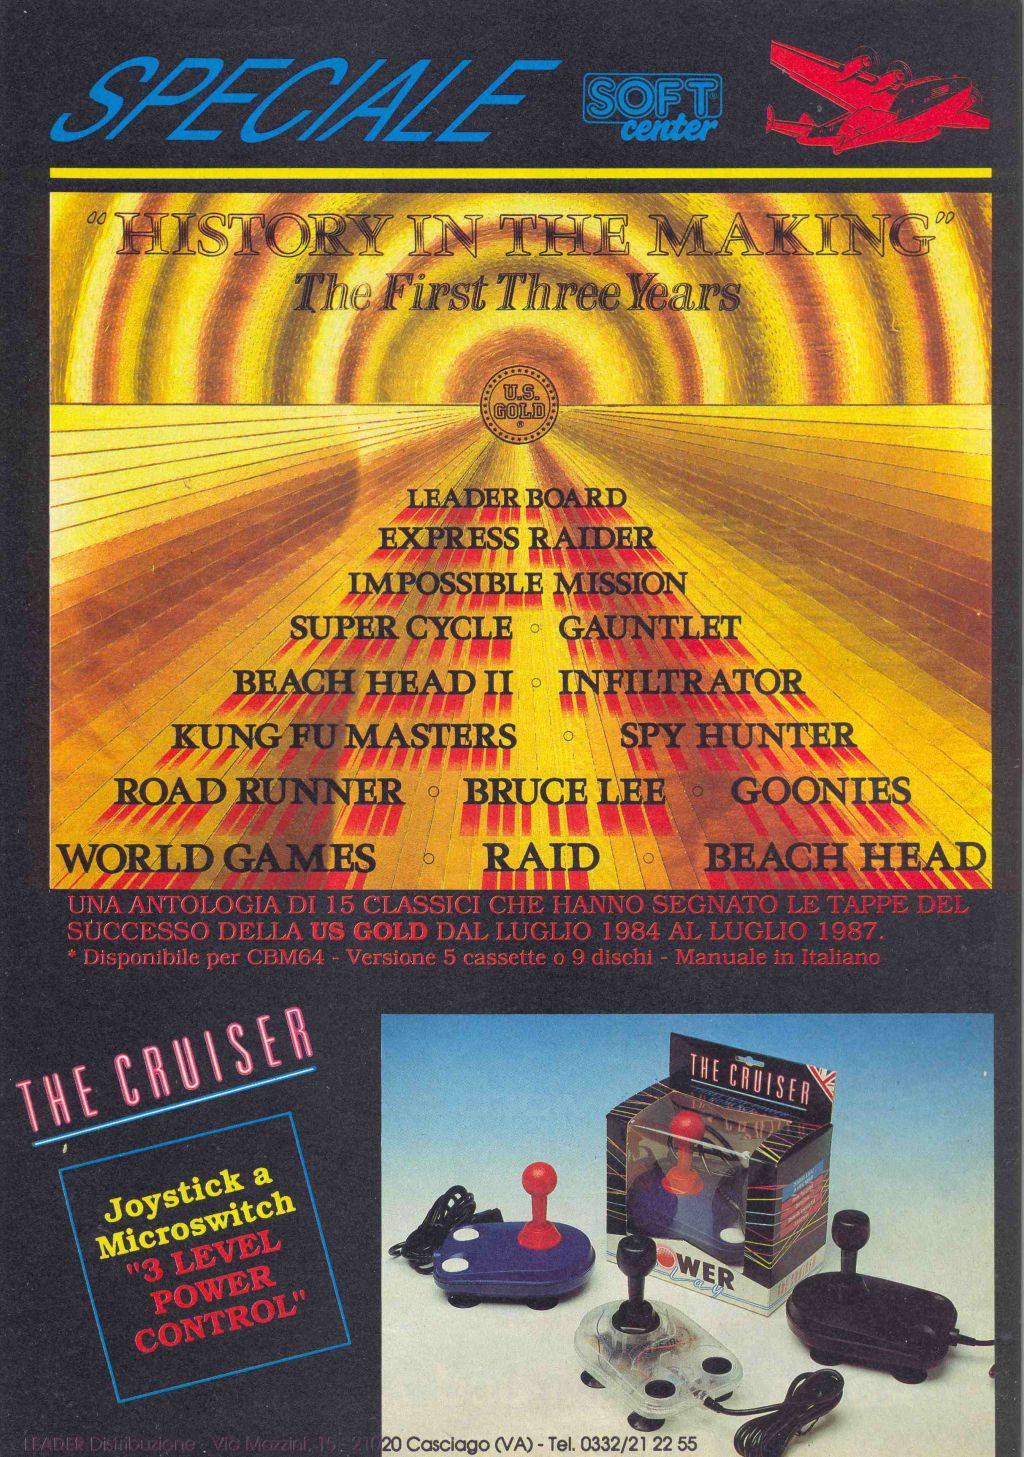 SPECIALE
SOFT
center
"HISTORY IN THE MAKING"
The First Three Years
U.S.
GOLD
®
LEADER BOARD
EXPRESS RAIDER
IMPOSSIBLE MISSION
SUPER CYCLE ○ GAUNTLET
BEACH HEAD II ○ INFILTRATOR
KUNG FU MASTERS ○ SPY HUNTER
ROAD RUNNER ○ BRUCE LEE ○ GOONIES
WORLD GAMES ○ RAID ○ BEACH HEAD
UNA ANTOLOGIA DI 15 CLASSICI CHE HANNO SEGNATO LE TAPPE DEL
SUCCESSO DELLA US GOLD DAL LUGLIO 1984 AL LUGLIO 1987.
* Disponibile per CBM64 - Versione 5 cassette o 9 dischi - Manuale in Italiano
THE CRUISER
Joystick a
Microswitch
"3 LEVEL
POWER
CONTROL"
THE CRUISER
POWER
Play
THE CRUISER
LEADER Distribuzione - Via Mazzini, 15 - 21020 Casciago (VA) - Tel. 0332/21 22 55